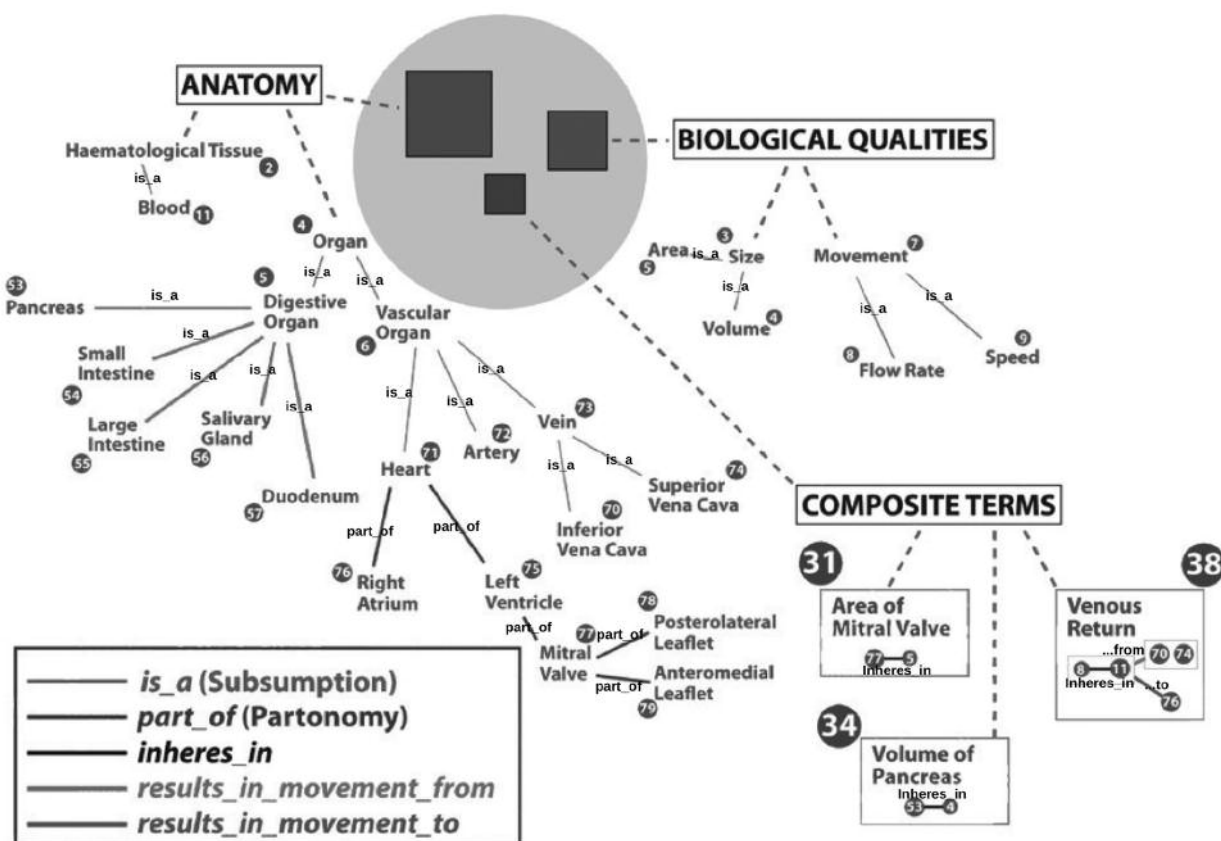 ANATOMY
BIOLOGICAL QUALITIES
Haematological Tissue
2
is_a
Blood 11
4
Organ
is_a
is_a
3
Area
is_a
Size
5
is_a
Volume 4
7
Movement
is_a
is_a
8
Flow Rate
9
Speed
53
Pancreas
is_a
5
Digestive
Organ
Vascular
Organ
6
is_a
Small
Intestine
54
is_a
Large
Intestine
55
is_a
Salivary
Gland
56
is_a
Duodenum
57
is_a
is_a
is_a
71
Heart
72
Artery
73
Vein
is_a
is_a
70
Inferior
Vena Cava
74
Superior
Vena Cava
part_of
part_of
76
Right
Atrium
75
Left
Ventricle
part_of
77
Mitral
Valve
part_of
part_of
78
Posterolateral
Leaflet
Anteromedial
Leaflet
79
COMPOSITE TERMS
31
Area of
Mitral Valve
77 5
Inheres_in
38
Venous
Return
...from
70 74
8 11
Inheres_in
...to
76
34
Volume of
Pancreas
Inheres_in
53 4
is_a (Subsumption)
part_of (Partonomy)
inheres_in
results_in_movement_from
results_in_movement_to